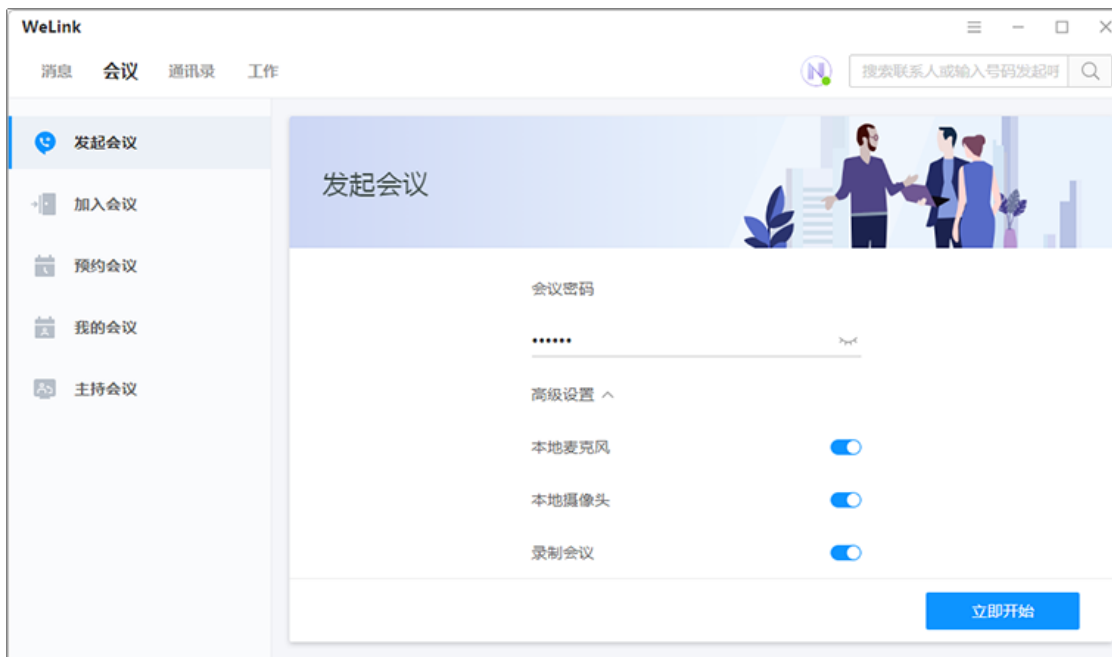 WeLink
消息 会议 通讯录 工作
搜索联系人或输入号码发起呼
发起会议
加入会议
预约会议
我的会议
主持会议
发起会议
会议密码
••••••
高级设置
本地麦克风
本地摄像头
录制会议
立即开始